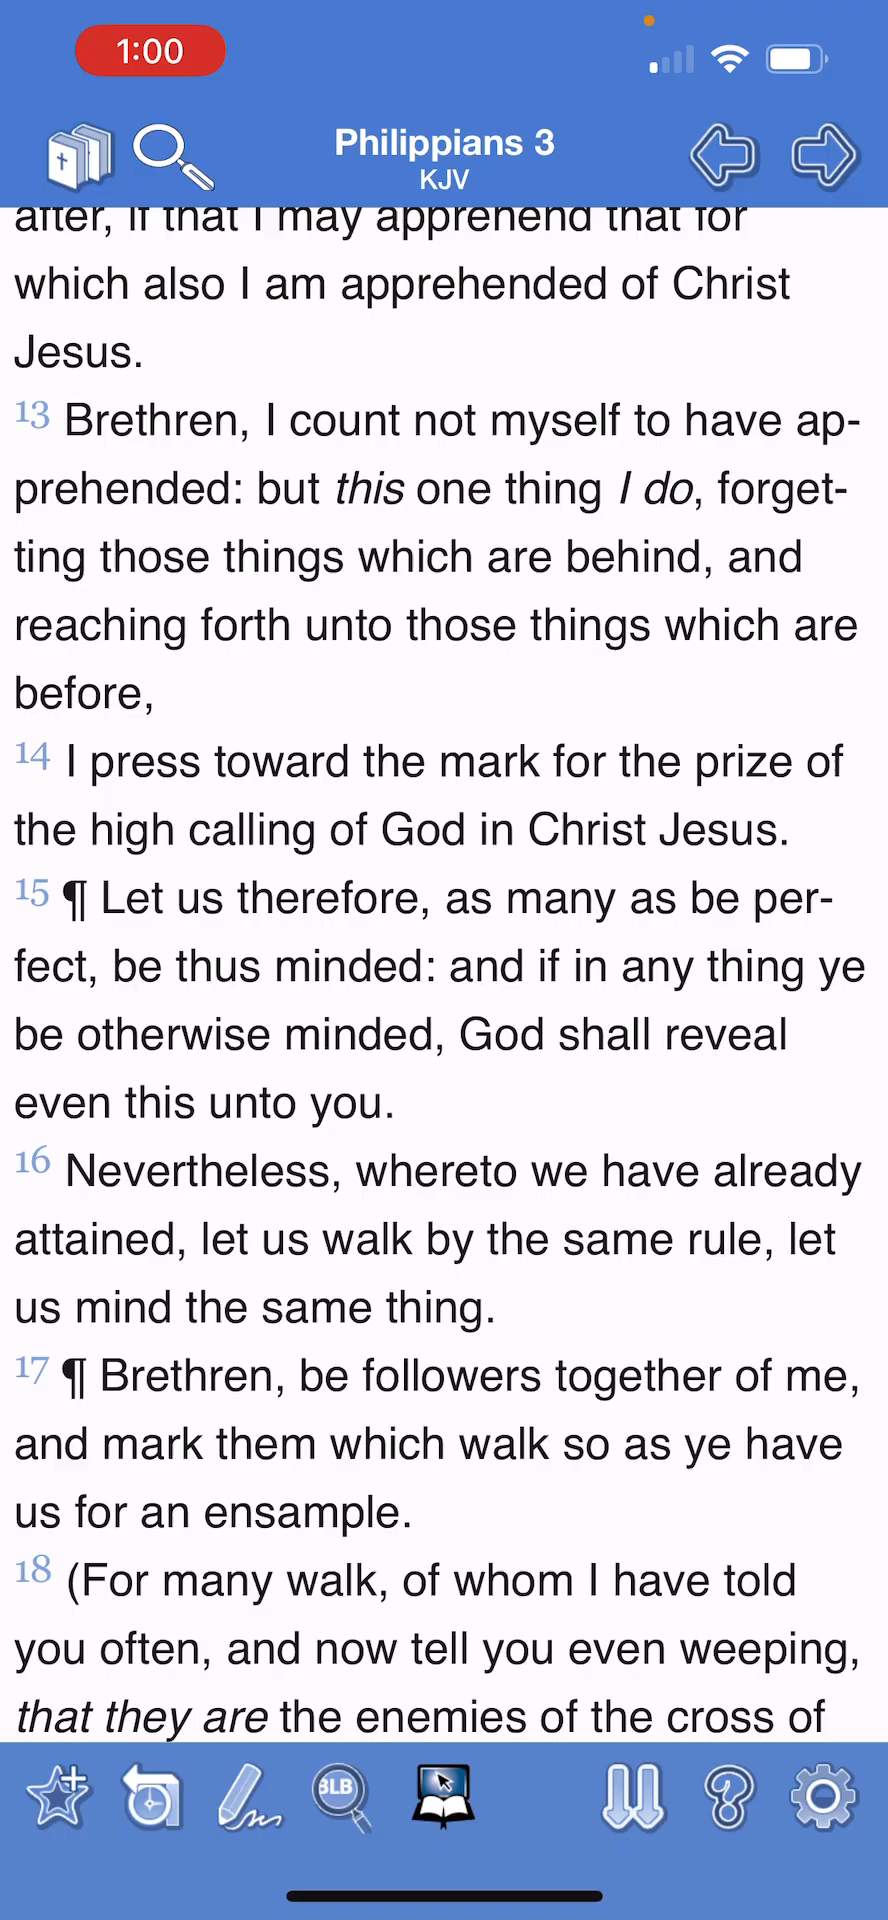 1:00
Philippians 3
KJV
after, if that I may apprehend that for
which also I am apprehended of Christ
Jesus.
13 Brethren, I count not myself to have ap-
prehended: but this one thing I do, forget-
ting those things which are behind, and
reaching forth unto those things which are
before,
14 I press toward the mark for the prize of
the high calling of God in Christ Jesus.
15 ¶ Let us therefore, as many as be per-
fect, be thus minded: and if in any thing ye
be otherwise minded, God shall reveal
even this unto you.
16 Nevertheless, whereto we have already
attained, let us walk by the same rule, let
us mind the same thing.
17 ¶ Brethren, be followers together of me,
and mark them which walk so as ye have
us for an ensample.
18 (For many walk, of whom I have told
you often, and now tell you even weeping,
that they are the enemies of the cross of
BLB